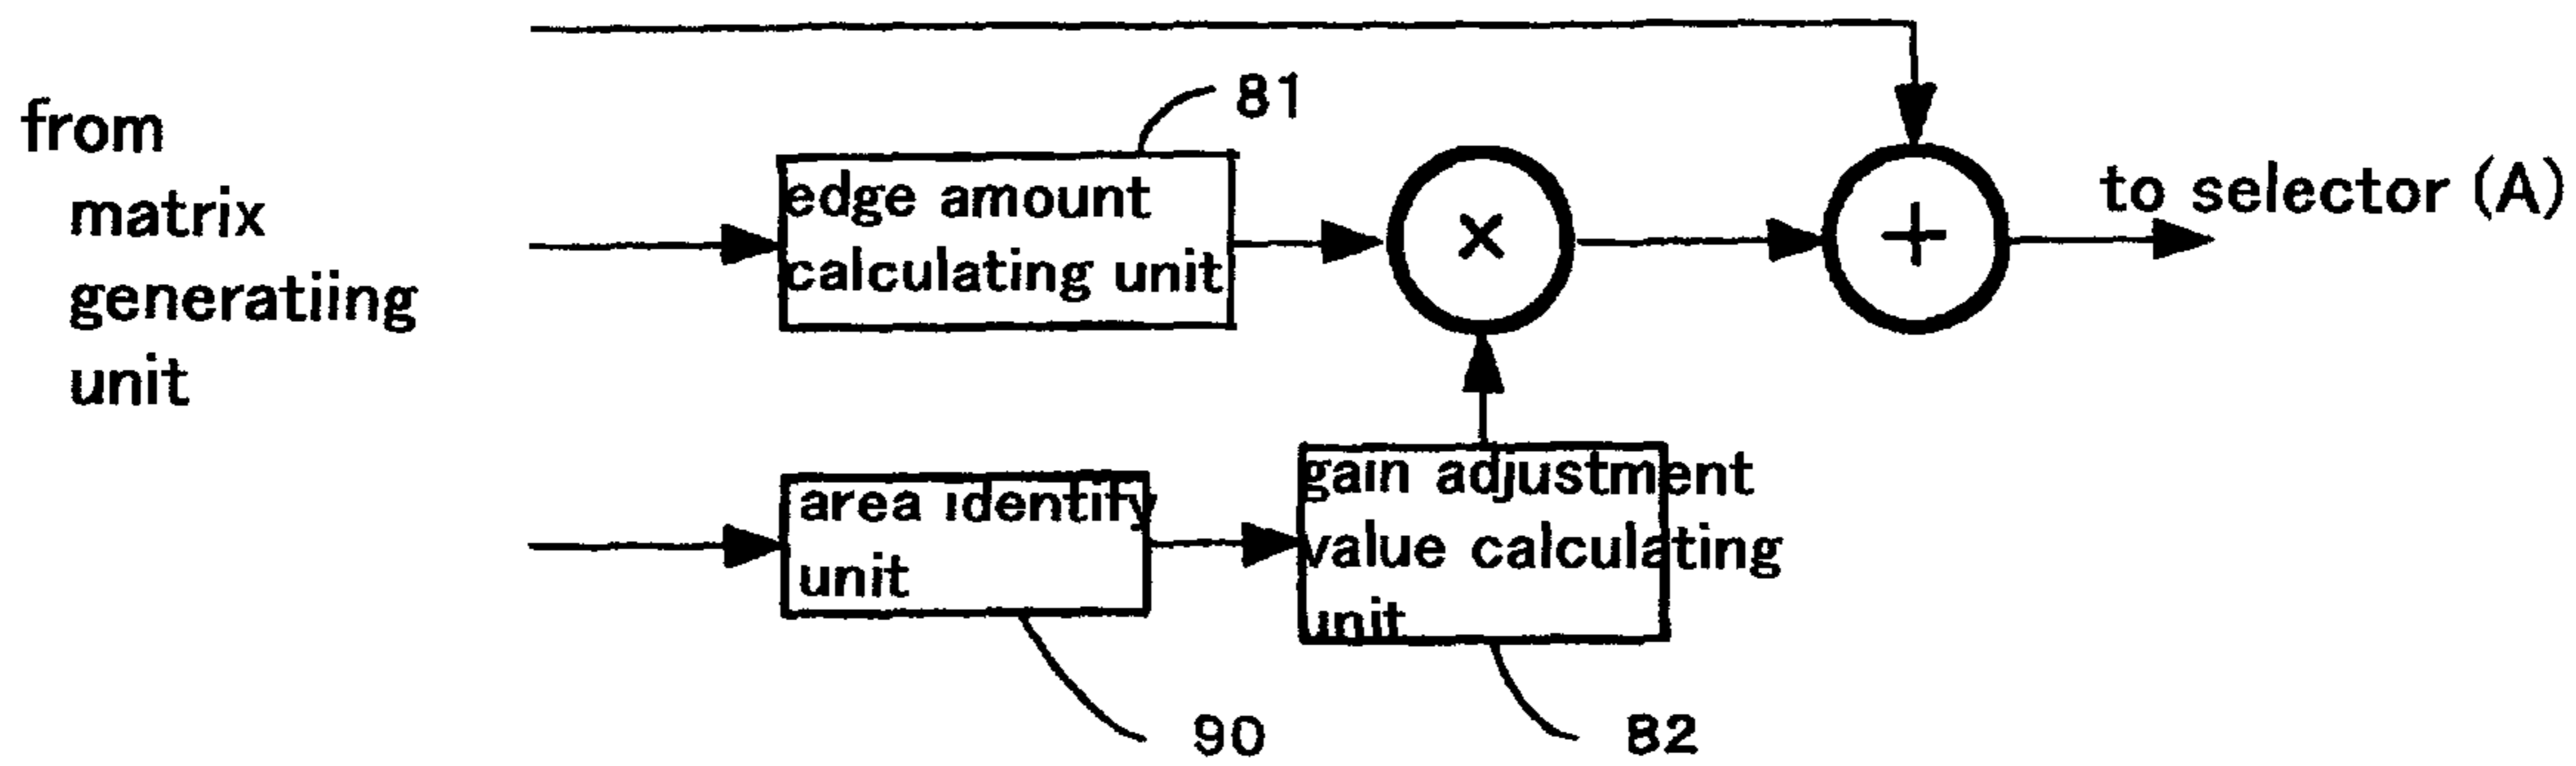 from
matrix
generatiing
unit
81
edge amount
calculating unit
×
+
to selector (A)
area identify
unit
gain adjustment
value calculating
unit
90
82